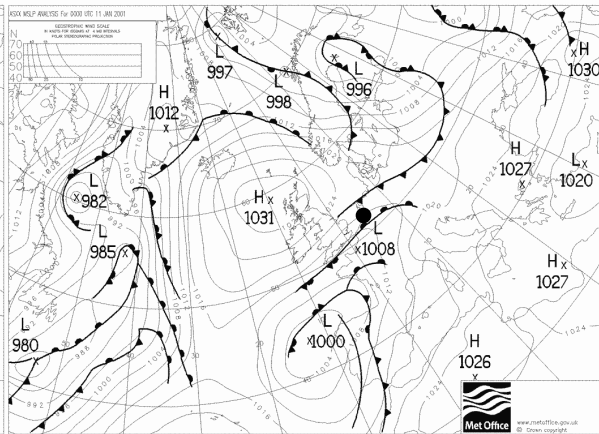 ASXX MSLP ANALYSIS for 0000 UTC 11 JAN 2001
GEOSTROPHIC WIND SCALE
IN KNOTS FOR 1000MB AT 4 MB INTERVALS
POLAR STEREOGRAPHIC PROJECTION
N
70
60
50
40
L
997
L
998
L
996
H
1030
H
1012
H
1027
L
1020
L
982
H
1031
L
985
L
1008
H
1027
L
980
L
1000
H
1026
Met Office
www.metoffice.gov.uk
© Crown copyright